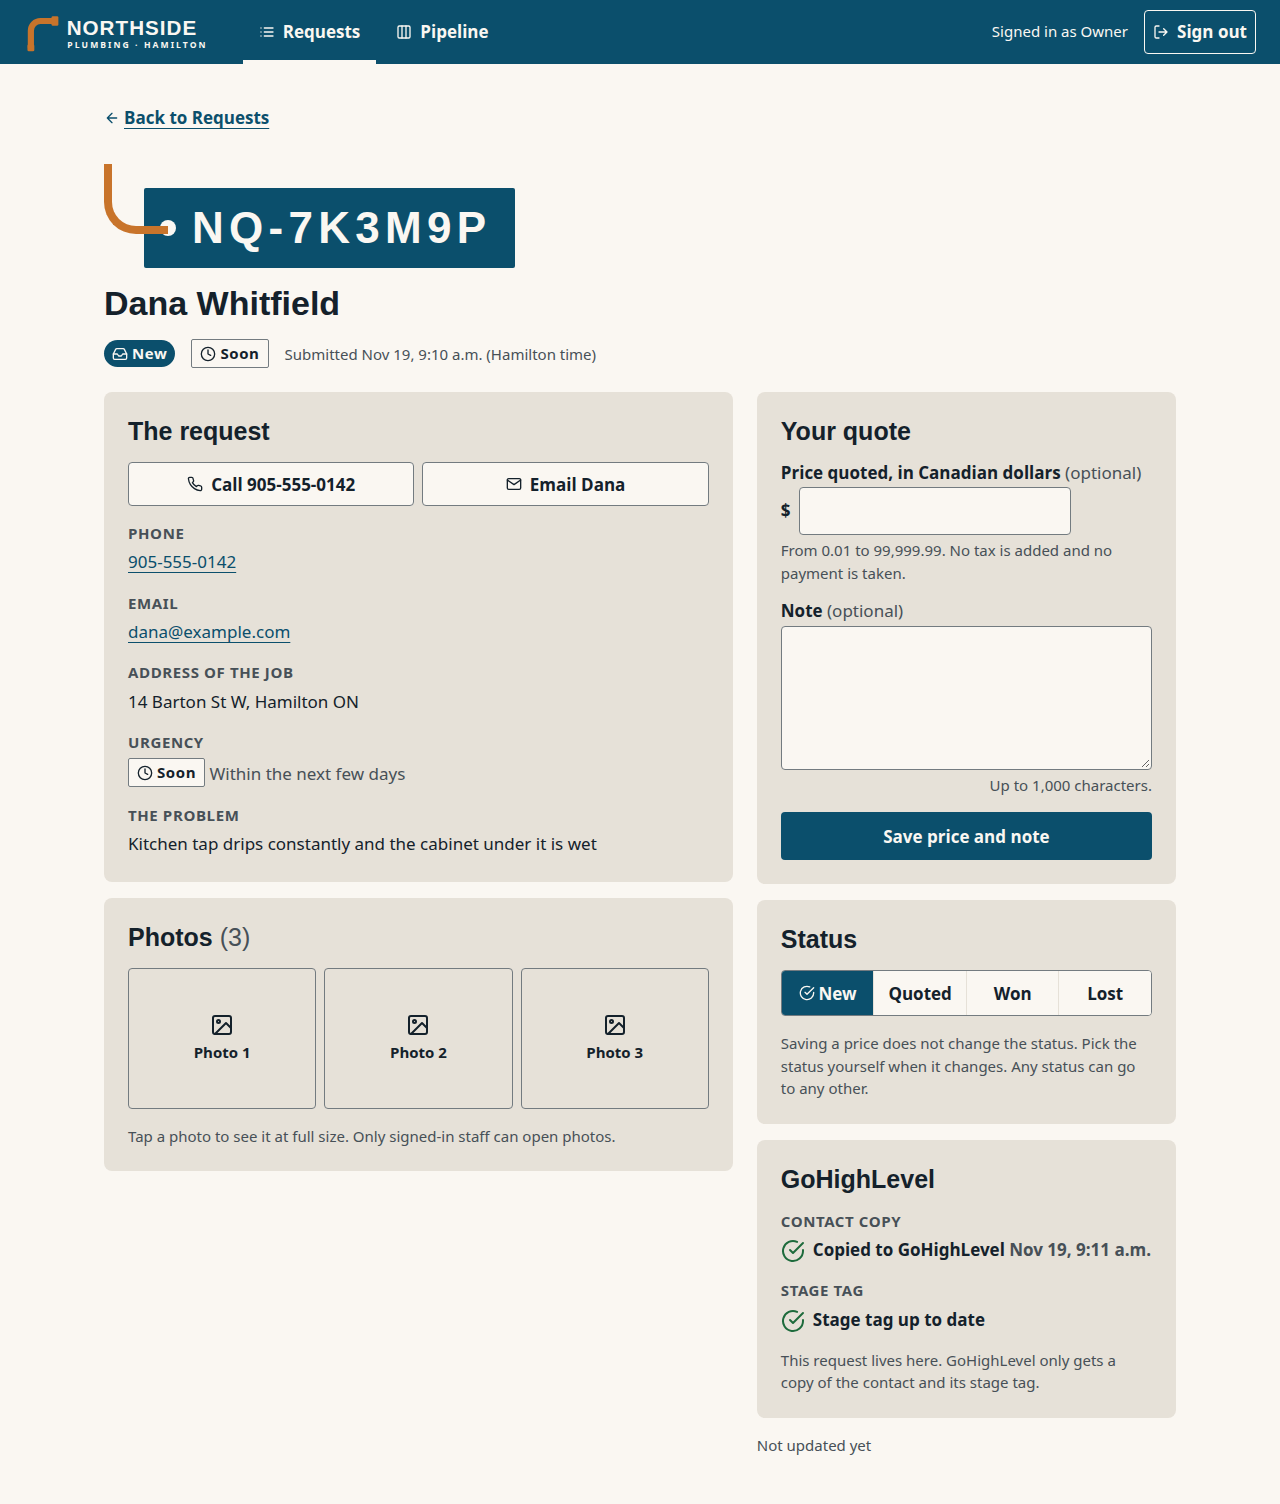 NORTHSIDE
PLUMBING · HAMILTON
Requests
Pipeline
Signed in as Owner
Sign out
Back to Requests
NQ-7K3M9P
Dana Whitfield
New
Soon
Submitted Nov 19, 9:10 a.m. (Hamilton time)
The request
Call 905-555-0142
Email Dana
PHONE
905-555-0142
EMAIL
dana@example.com
ADDRESS OF THE JOB
14 Barton St W, Hamilton ON
URGENCY
Soon Within the next few days
THE PROBLEM
Kitchen tap drips constantly and the cabinet under it is wet
Photos (3)
Photo 1
Photo 2
Photo 3
Tap a photo to see it at full size. Only signed-in staff can open photos.
Your quote
Price quoted, in Canadian dollars (optional)
$
From 0.01 to 99,999.99. No tax is added and no
payment is taken.
Note (optional)
Up to 1,000 characters.
Save price and note
Status
New
Quoted
Won
Lost
Saving a price does not change the status. Pick the
status yourself when it changes. Any status can go
to any other.
GoHighLevel
CONTACT COPY
Copied to GoHighLevel Nov 19, 9:11 a.m.
STAGE TAG
Stage tag up to date
This request lives here. GoHighLevel only gets a
copy of the contact and its stage tag.
Not updated yet